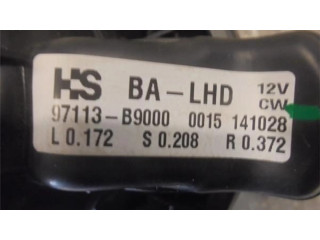 HS BA-LHD 12V
CW
97113-B9000 0015 141028
L 0.172 S 0.208 R 0.372